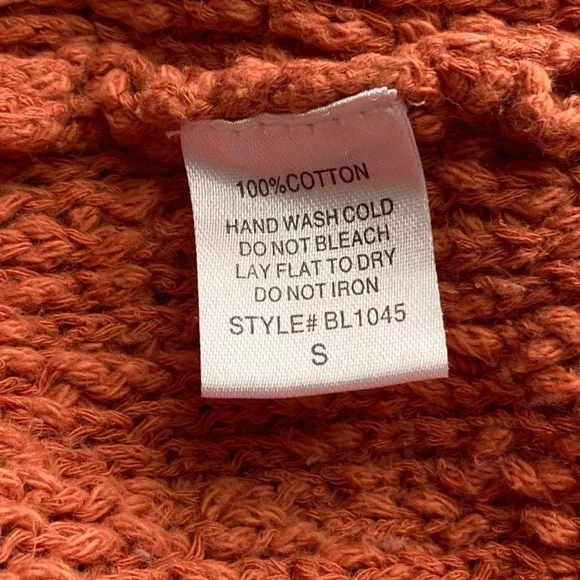 100%COTTON
HAND WASH COLD
DO NOT BLEACH
LAY FLAT TO DRY
DO NOT IRON
STYLE# BL1045
S